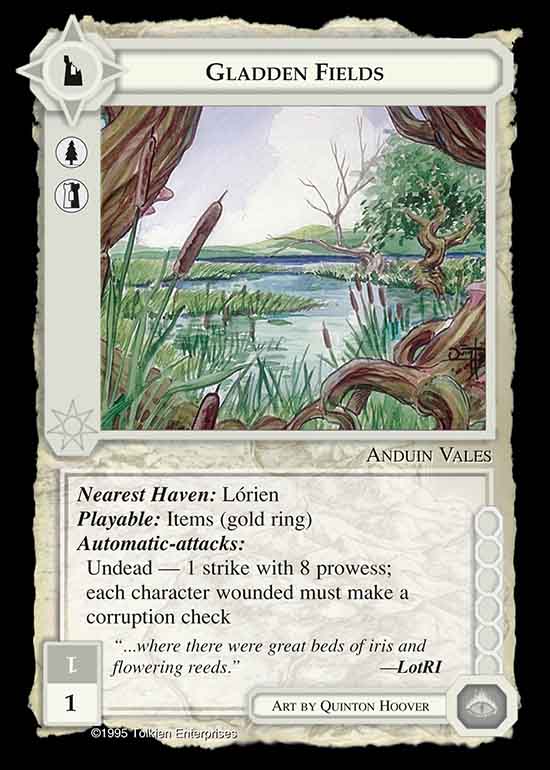 GLADDEN FIELDS
ANDUIN VALES
Nearest Haven: Lórien
Playable: Items (gold ring)
Automatic-attacks:
Undead — 1 strike with 8 prowess;
each character wounded must make a
corruption check
“...where there were great beds of iris and
flowering reeds.” —LotRI
1
1
ART BY QUINTON HOOVER
©1995 Tolkien Enterprises